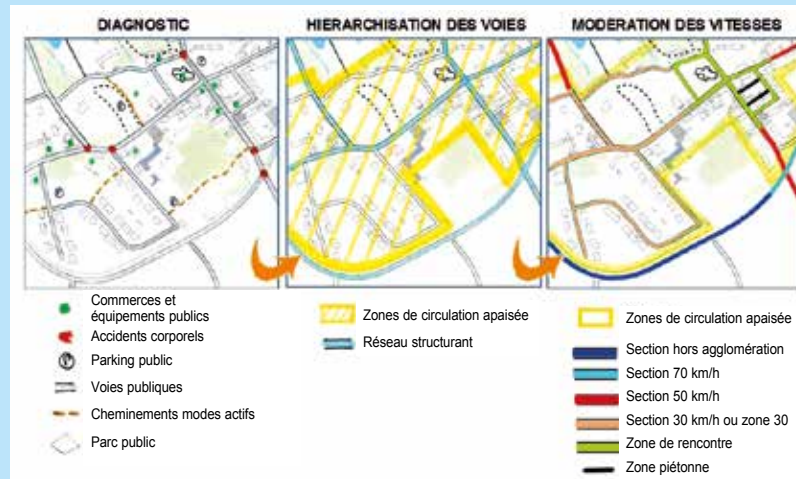 DIAGNOSTIC
HIERARCHISATION DES VOIES
MODERATION DES VITESSES
Commerces et
équipements publics
Accidents corporels
Parking public
Voies publiques
Cheminements modes actifs
Parc public
Zones de circulation apaisée
Réseau structurant
Zones de circulation apaisée
Section hors agglomération
Section 70 km/h
Section 50 km/h
Section 30 km/h ou zone 30
Zone de rencontre
Zone piétonne